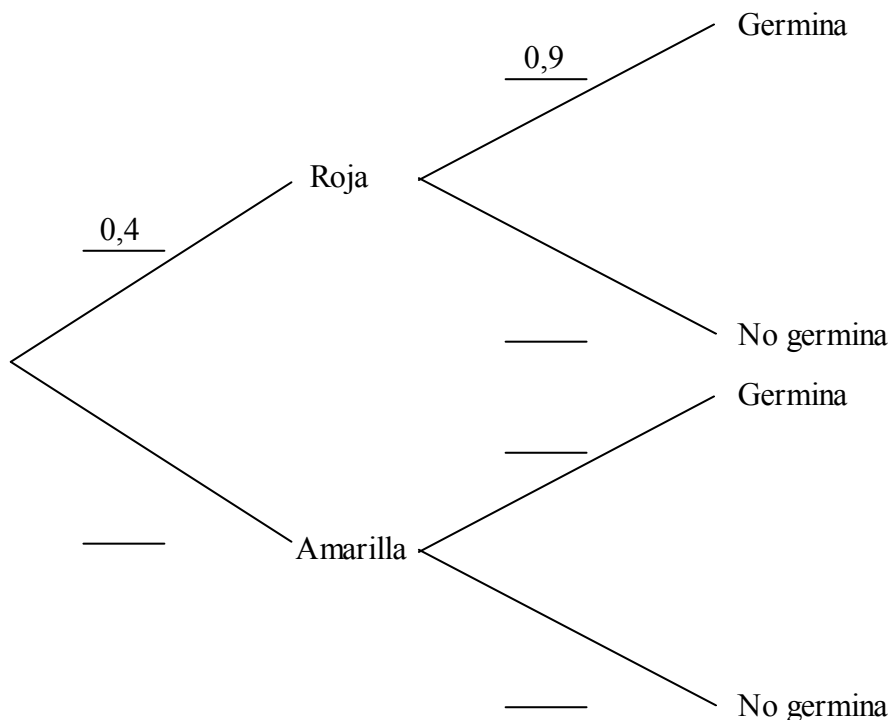 Germina
0,9
Roja
0,4
No germina
Germina
Amarilla
No germina